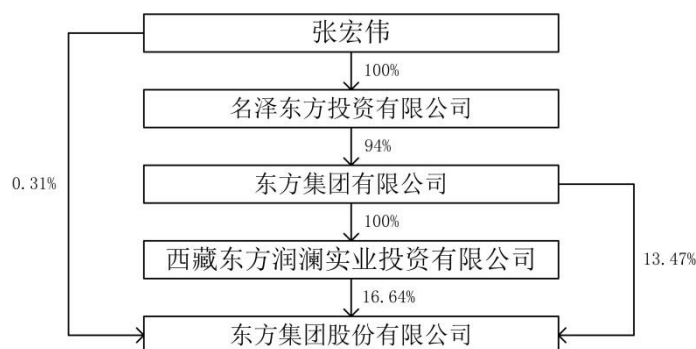 张宏伟
100%
名泽东方投资有限公司
94%
0.31%
东方集团有限公司
100%
西藏东方润澜实业投资有限公司
13.47%
16.64%
东方集团股份有限公司